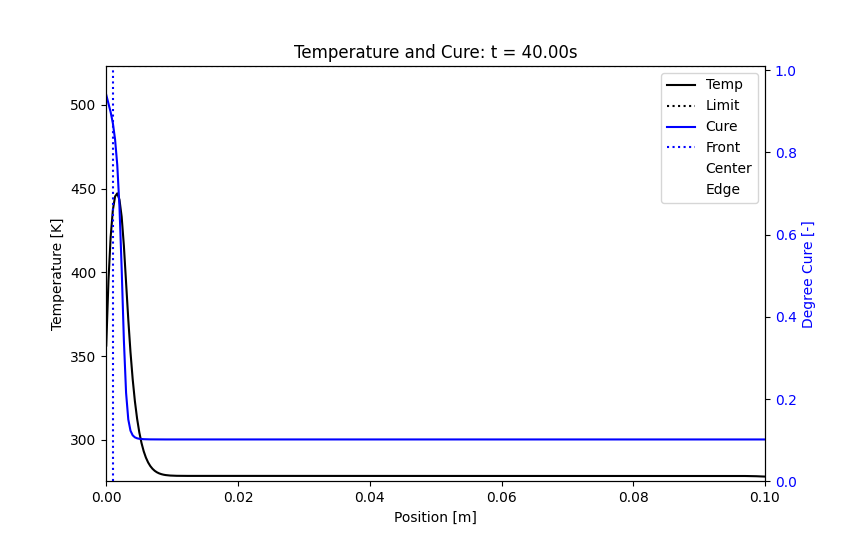 Temperature and Cure: t = 40.00s
Temperature [K]
500
450
400
350
300
Temp
Limit
Cure
Front
Center
Edge
1.0
0.8
0.6
0.4
0.2
0.0
Degree Cure [-]
0.00
0.02
0.04
0.06
0.08
0.10
Position [m]